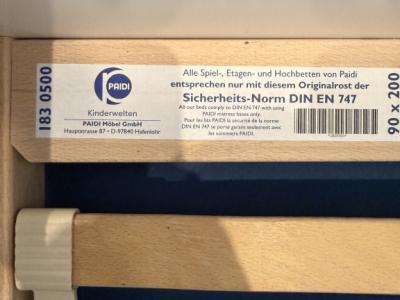 183 0500
PAIDI
Kinderwelten
PAIDI Möbel GmbH
Hauptstrasse 87 • D-97840 Hafenlohr
Alle Spiel-, Etagen- und Hochbetten von Paidi
entsprechen nur mit diesem Originalrost der
Sicherheits-Norm DIN EN 747
All our beds comply to DIN EN 747 with using
PAIDI mattress bases only.
Pour les lits PAIDI la sécurité de la norme
DIN EN 747 se porte garant seulement avec
les sommiers PAIDI.
90 x 200